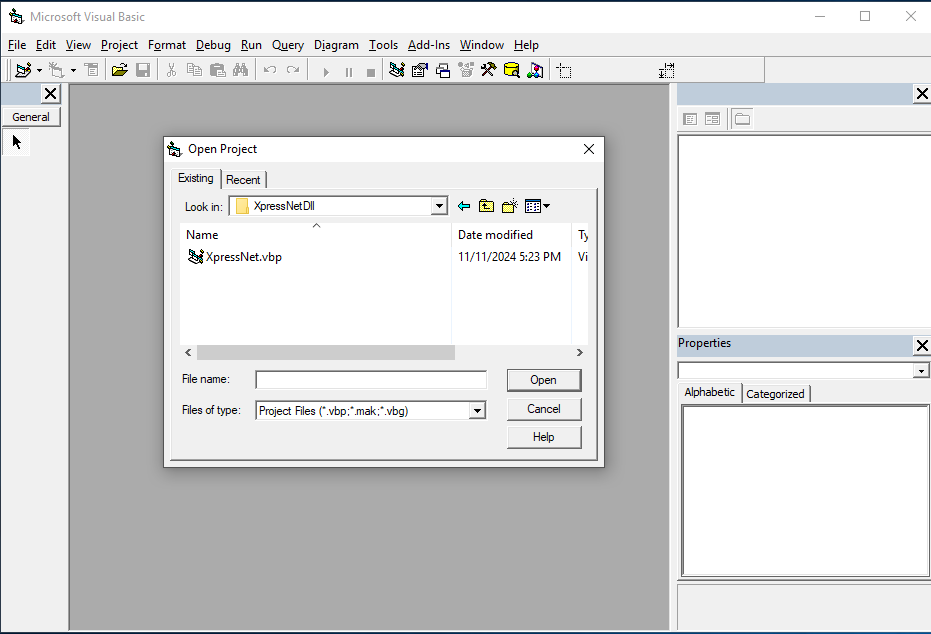 Microsoft Visual Basic
File Edit View Project Format Debug Run Query Diagram Tools Add-Ins Window Help
General
Open Project
Existing Recent
Look in: XpressNetDll
Name Date modified Ty
XpressNet.vbp 11/11/2024 5:23 PM Vi
File name: Open
Files of type: Project Files (*.vbp;*.mak;*.vbg) Cancel
Help
Properties
Alphabetic Categorized